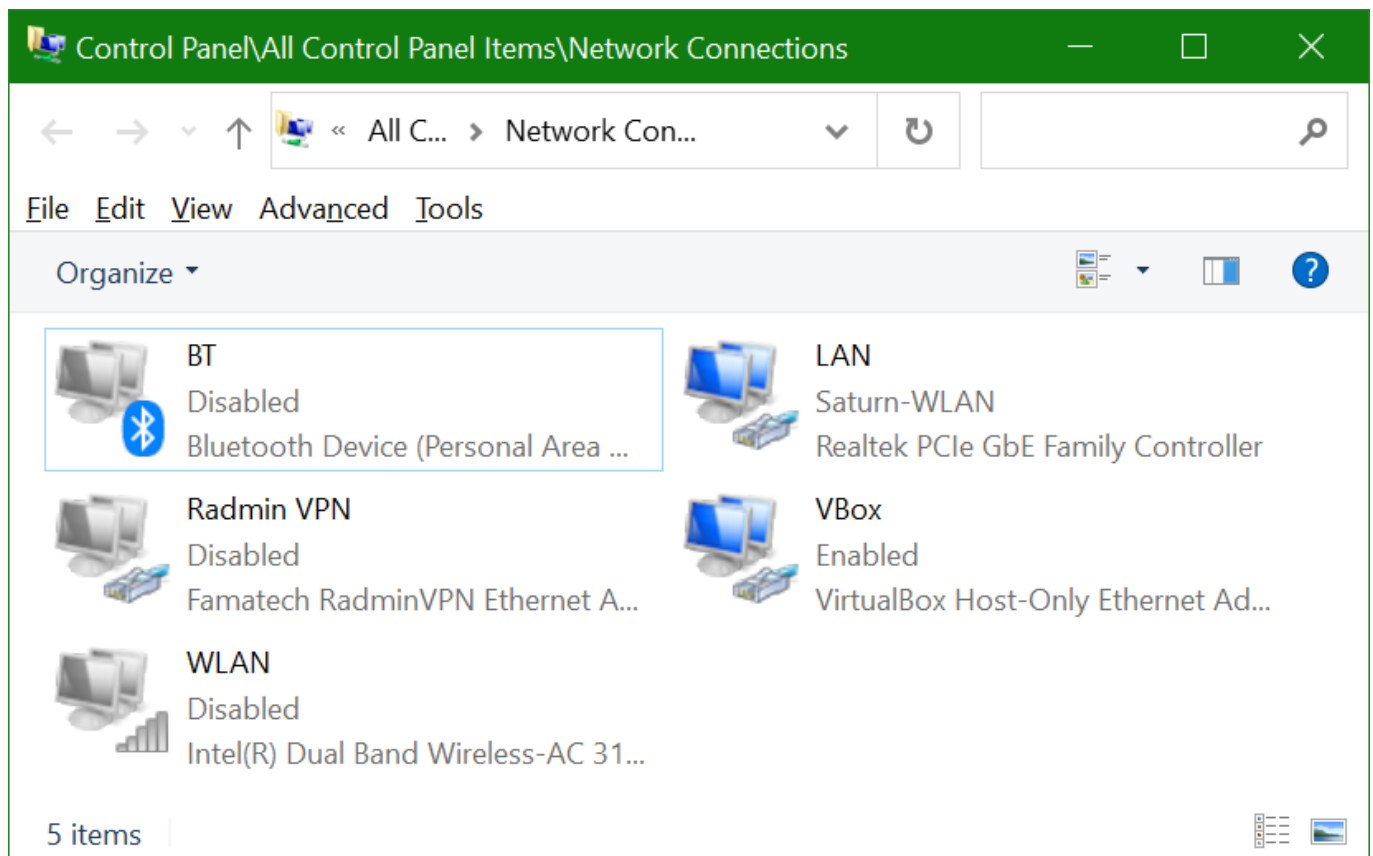 Control Panel\All Control Panel Items\Network Connections
« All C... > Network Con...
File Edit View Advanced Tools
Organize
?
BT
Disabled
Bluetooth Device (Personal Area ...
LAN
Saturn-WLAN
Realtek PCIe GbE Family Controller
Radmin VPN
Disabled
Famatech RadminVPN Ethernet A...
VBox
Enabled
VirtualBox Host-Only Ethernet Ad...
WLAN
Disabled
Intel(R) Dual Band Wireless-AC 31...
5 items